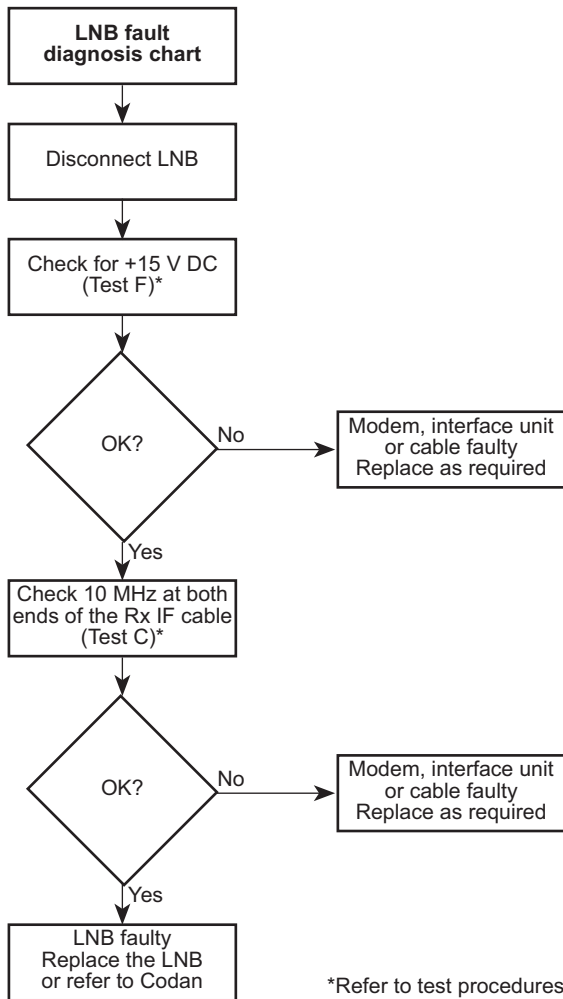 LNB fault
diagnosis chart
Disconnect LNB
Check for +15 V DC
(Test F)*
OK?
No
Modem, interface unit
or cable faulty
Replace as required
Yes
Check 10 MHz at both
ends of the Rx IF cable
(Test C)*
OK?
No
Modem, interface unit
or cable faulty
Replace as required
Yes
LNB faulty
Replace the LNB
or refer to Codan
*Refer to test procedures